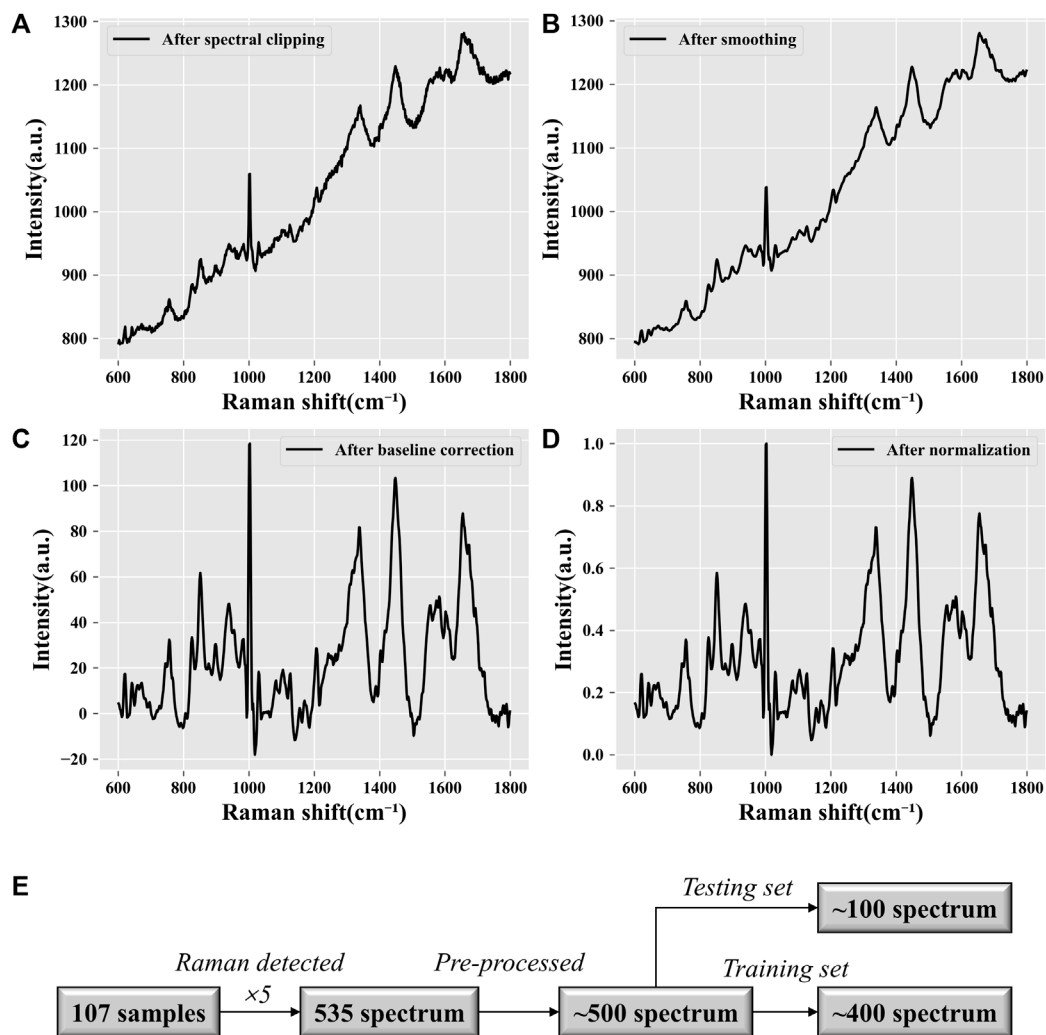 A
After spectral clipping
1300
1200
1100
1000
900
800
Intensity(a.u.)
600
800
1000
1200
1400
1600
1800
Raman shift(cm⁻¹)
B
After smoothing
1300
1200
1100
1000
900
800
Intensity(a.u.)
600
800
1000
1200
1400
1600
1800
Raman shift(cm⁻¹)
C
After baseline correction
120
100
80
60
40
20
0
−20
Intensity(a.u.)
600
800
1000
1200
1400
1600
1800
Raman shift(cm⁻¹)
D
After normalization
1.0
0.8
0.6
0.4
0.2
0.0
Intensity(a.u.)
600
800
1000
1200
1400
1600
1800
Raman shift(cm⁻¹)
E
Testing set
~100 spectrum
Raman detected
×5
Pre-processed
Training set
107 samples
535 spectrum
~500 spectrum
~400 spectrum